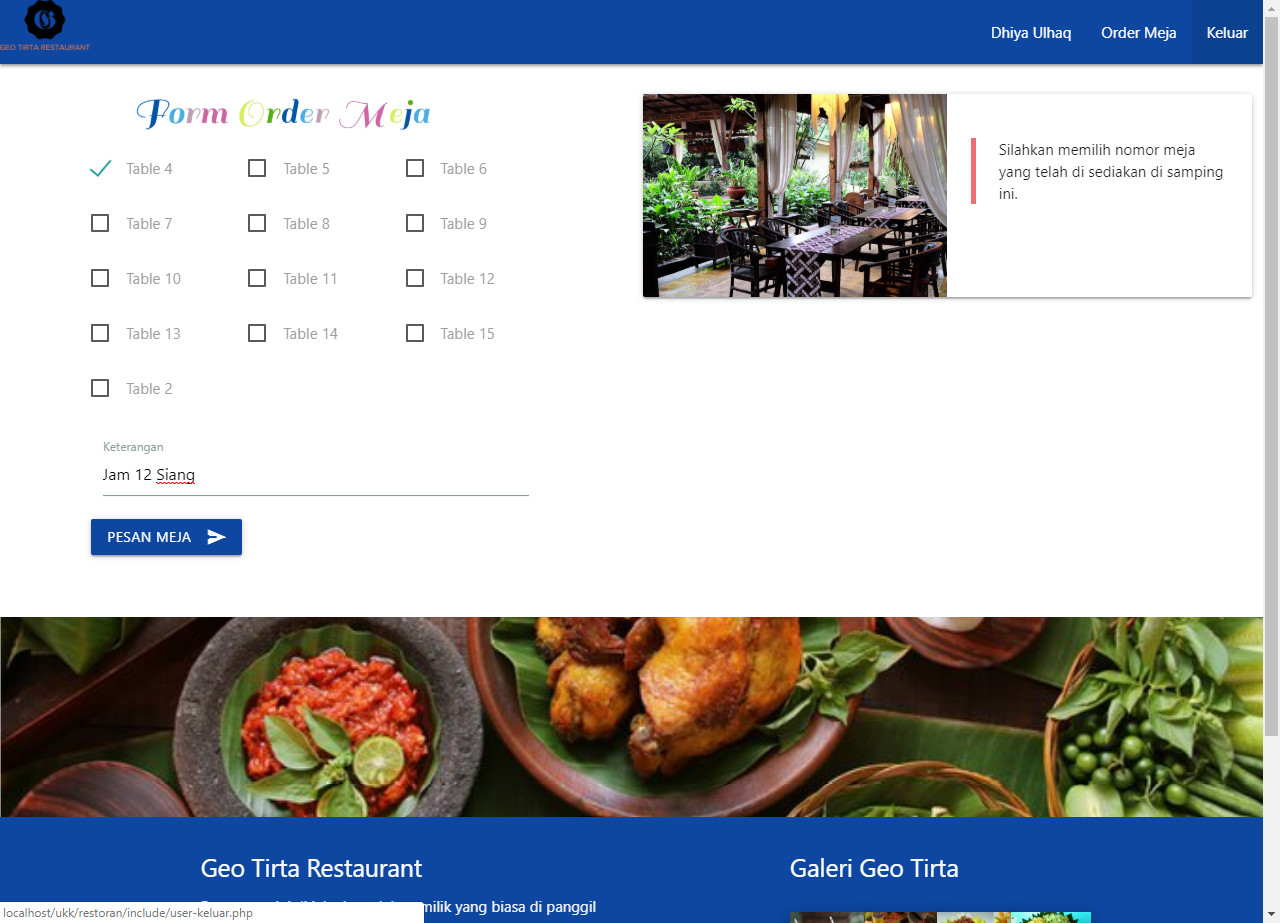 GEO TIRTA RESTAURANT
Dhiya Ulhaq Order Meja Keluar
Form Order Meja
Table 4 Table 5 Table 6
Table 7 Table 8 Table 9
Table 10 Table 11 Table 12
Table 13 Table 14 Table 15
Table 2
Keterangan
Jam 12 Siang
PESAN MEJA
Silahkan memilih nomor meja
yang telah di sediakan di samping
ini.
Geo Tirta Restaurant
Galeri Geo Tirta
milik yang biasa di panggil
localhost/ukk/restoran/include/user-keluar.php